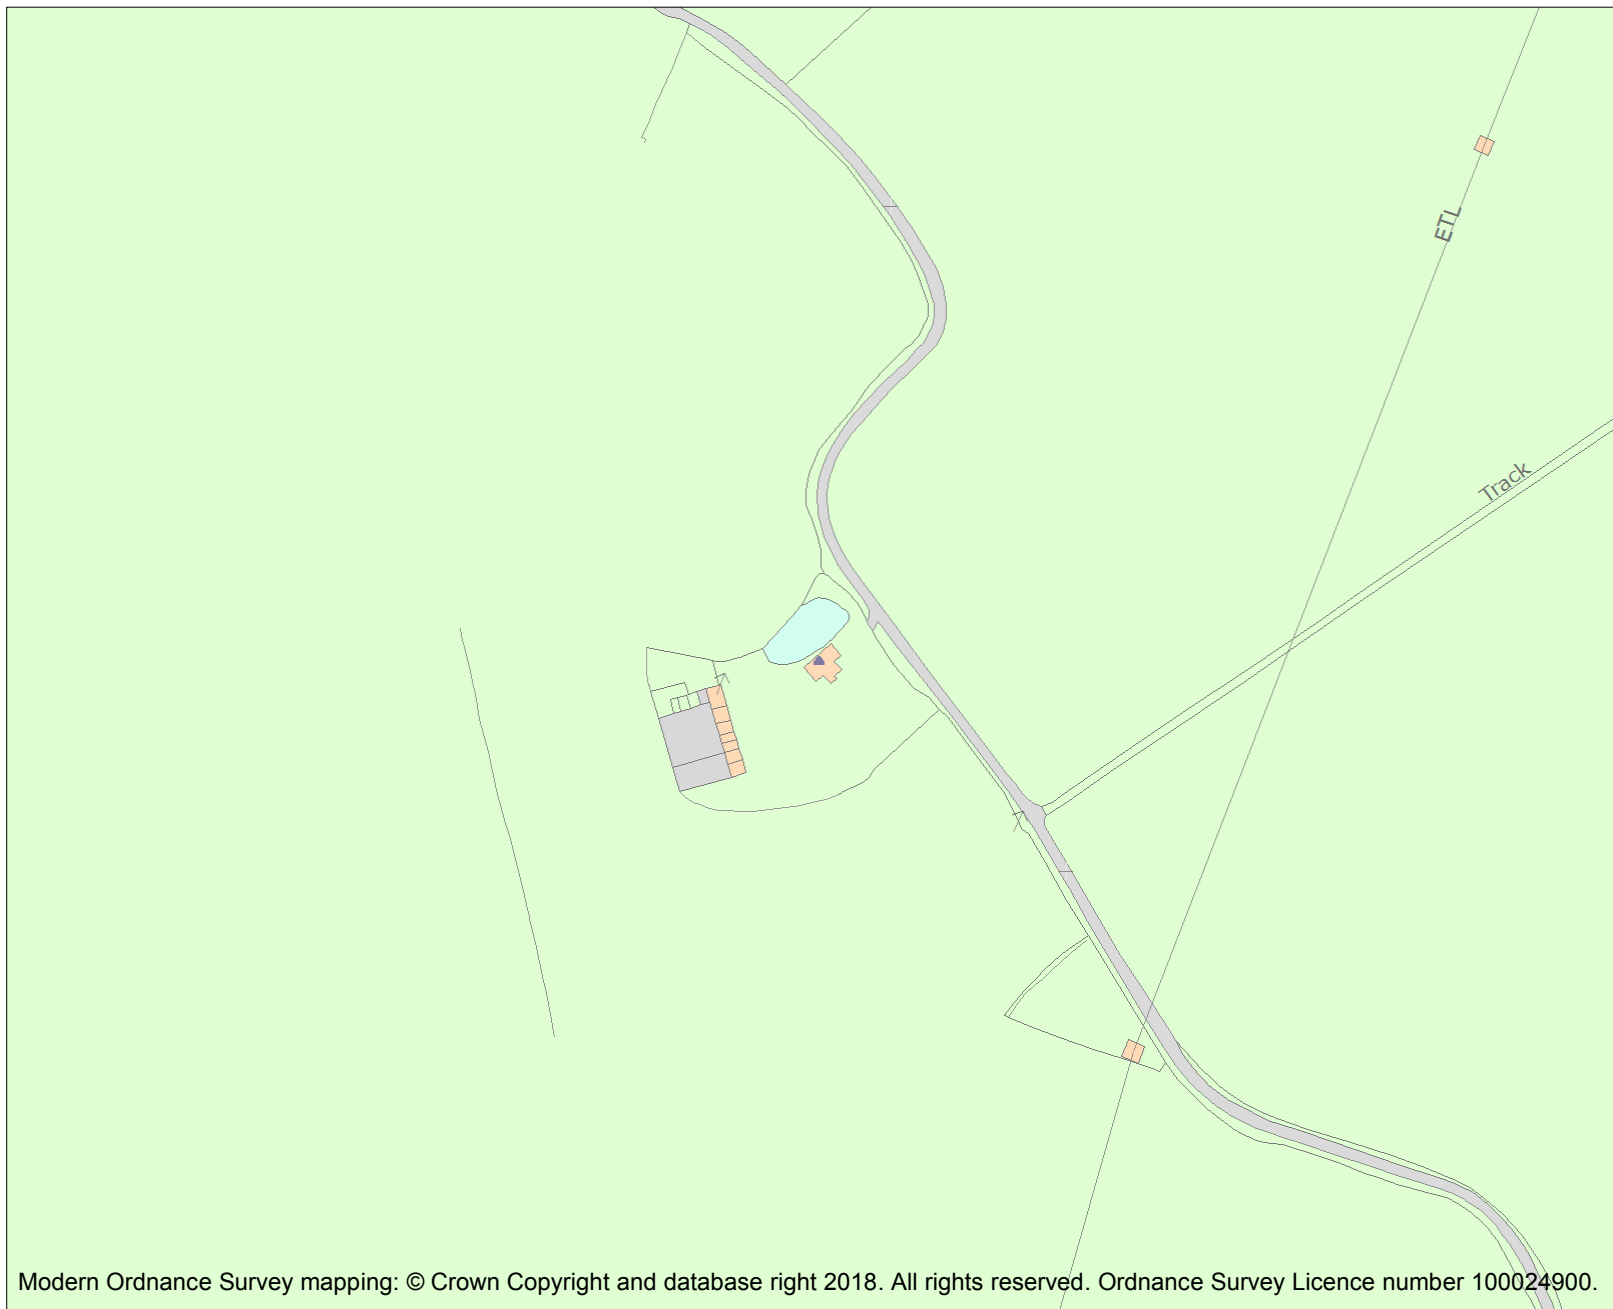 ETL
Track
Modern Ordnance Survey mapping: © Crown Copyright and database right 2018. All rights reserved. Ordnance Survey Licence number 100024900.